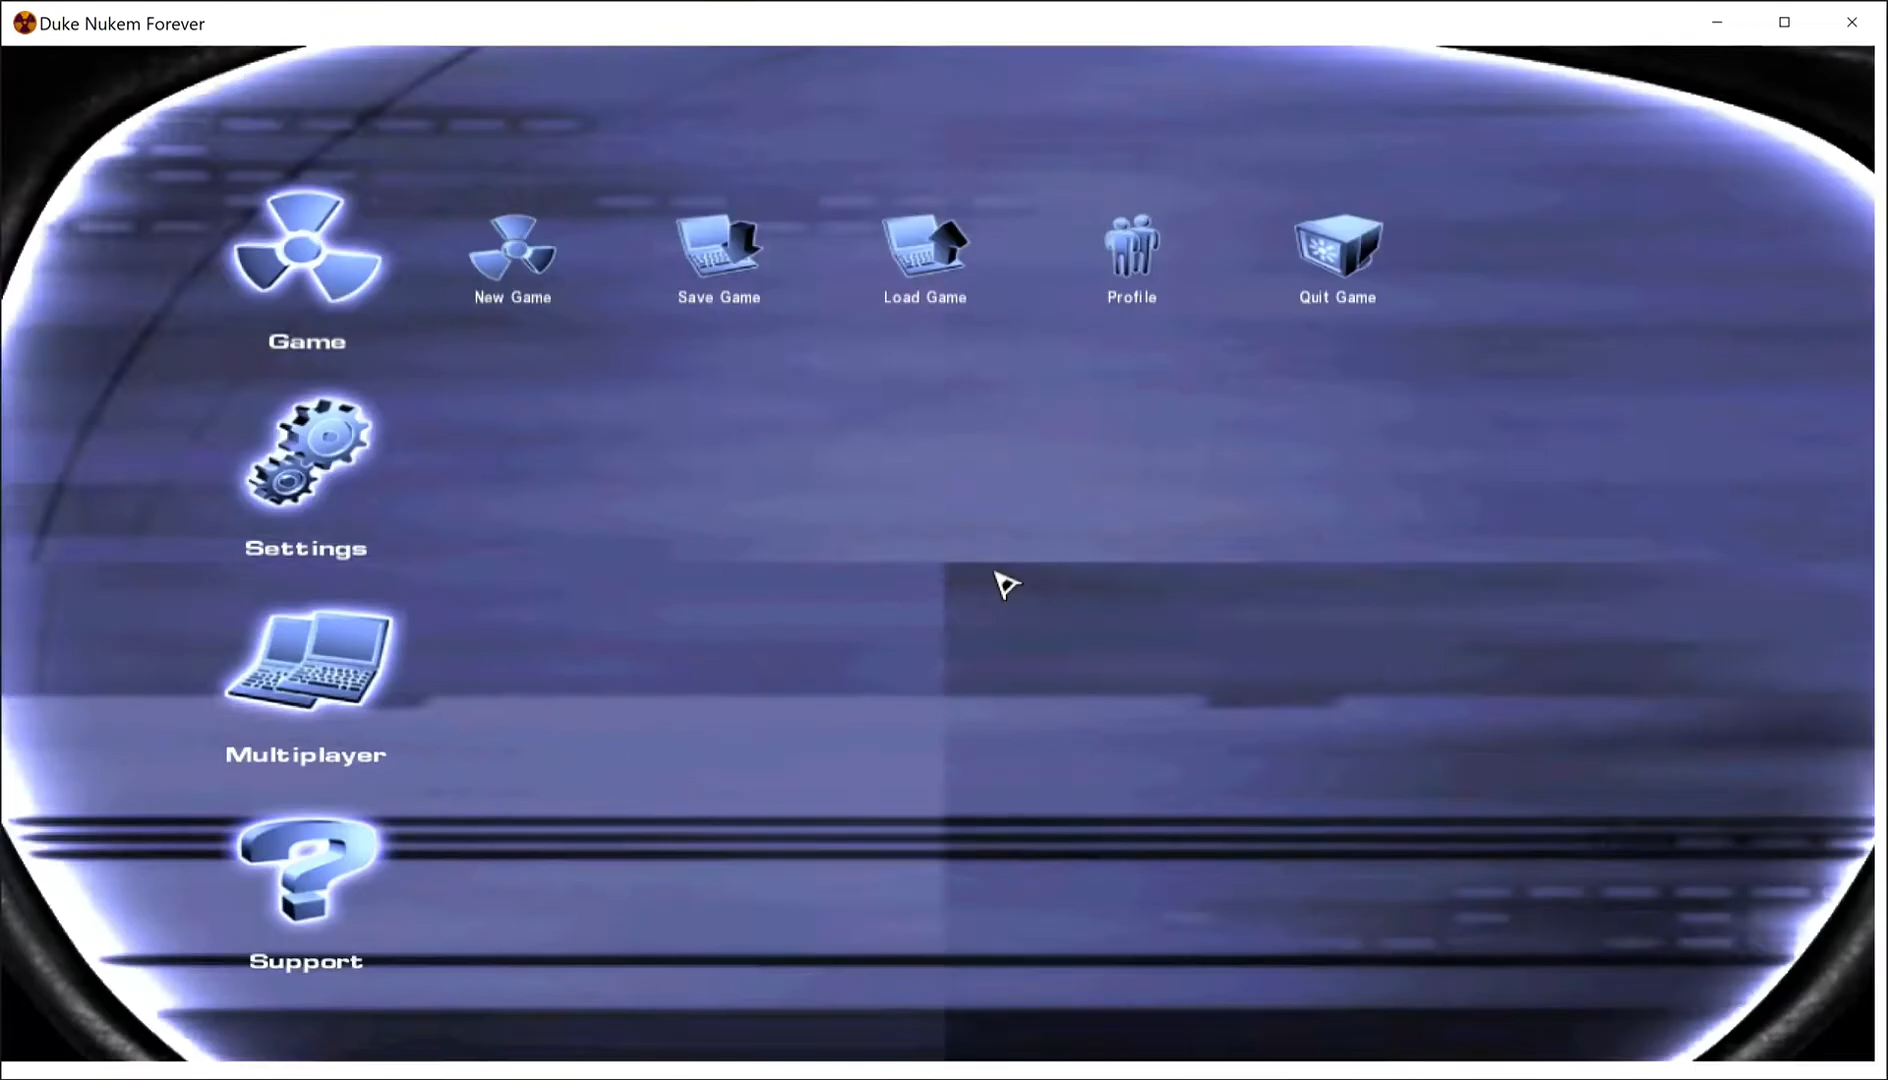 Duke Nukem Forever
New Game
Save Game
Load Game
Profile
Quit Game
Game
Settings
Multiplayer
Support